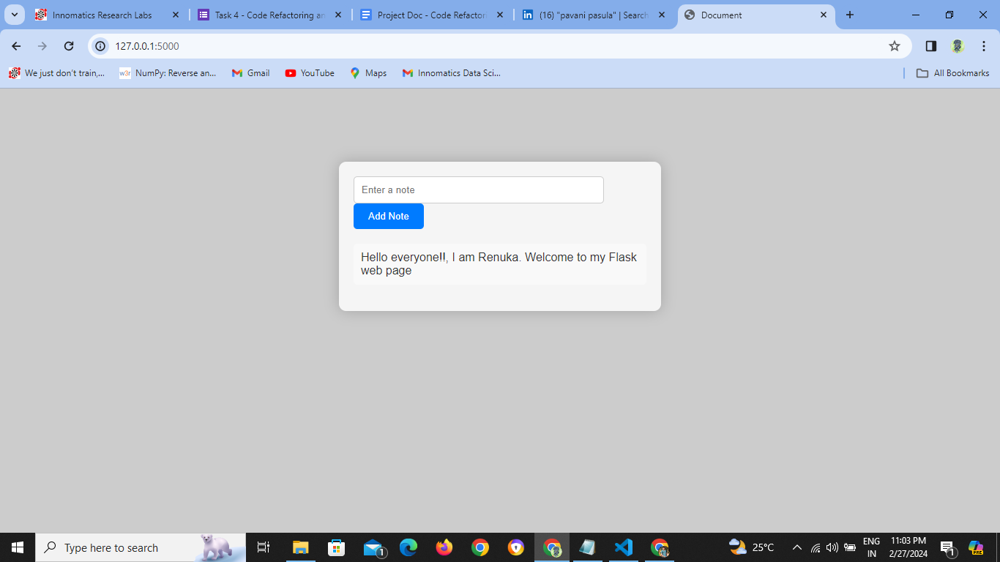 Innomatics Research Labs
Task 4 - Code Refactoring an
Project Doc - Code Refactori
(16) "pavani pasula" | Search
Document
127.0.0.1:5000
We just don't train,...
w3r
NumPy: Reverse an...
Gmail
YouTube
Maps
Innomatics Data Sci...
All Bookmarks
Enter a note
Add Note
Hello everyone!!, I am Renuka. Welcome to my Flask
web page
Type here to search
1
25°C
ENG
IN
11:03 PM
2/27/2024
1
PRE